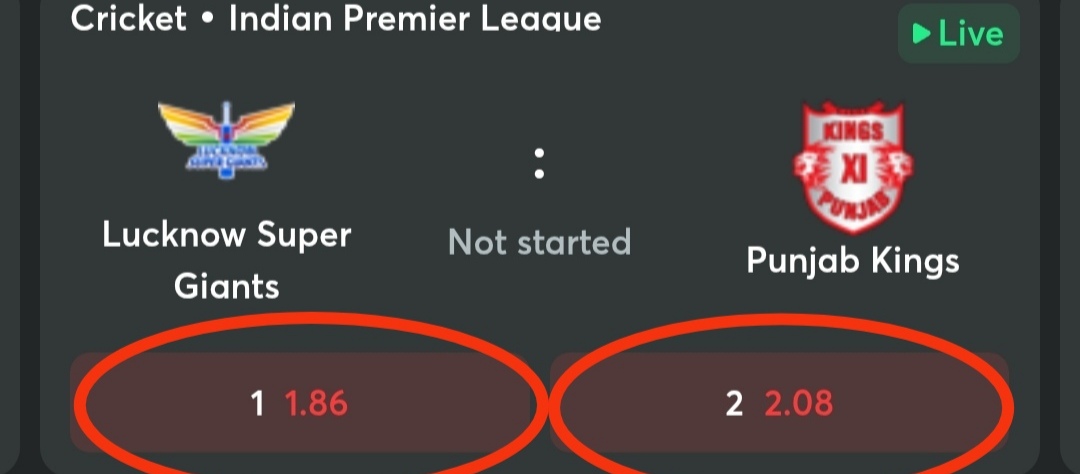 Cricket • Indian Premier League
Live
LUCKNOW
SUPER GIANTS
KINGS
XI
PUNJAB
:
Lucknow Super
Giants
Not started
Punjab Kings
1 1.86
2 2.08